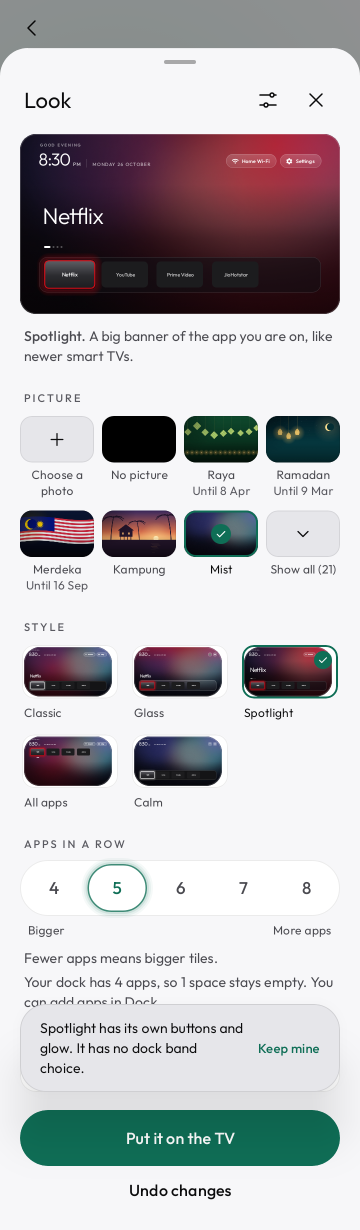 Look
GOOD EVENING
8:30 PM MONDAY 26 OCTOBER
Home Wi-Fi
Settings
Netflix
Netflix
YouTube
Prime Video
JioHotstar
Spotlight. A big banner of the app you are on, like
newer smart TVs.
PICTURE
Choose a
photo
No picture
Raya
Until 8 Apr
Ramadan
Until 9 Mar
Merdeka
Until 16 Sep
Kampung
Mist
Show all (21)
STYLE
Classic
Glass
Spotlight
All apps
Calm
APPS IN A ROW
4 5 6 7 8
Bigger
More apps
Fewer apps means bigger tiles.
Your dock has 4 apps, so 1 space stays empty. You
can add apps in Dock.
Spotlight has its own buttons and
glow. It has no dock band
choice.
Keep mine
Put it on the TV
Undo changes